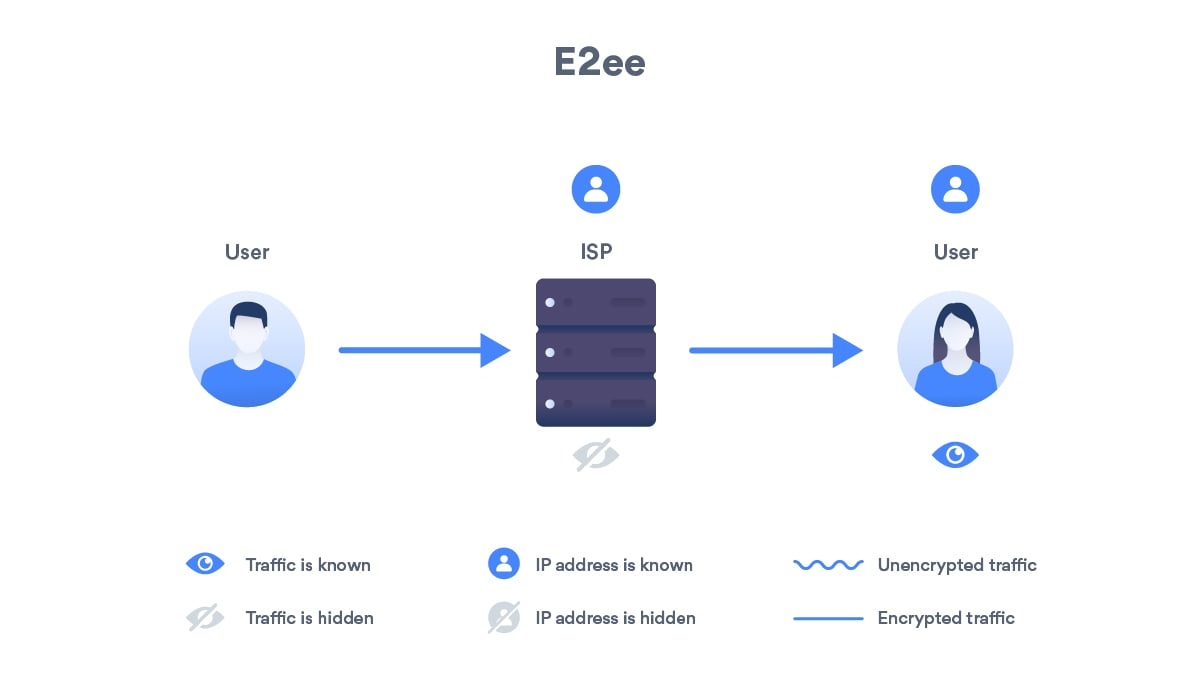 E2ee
User
ISP
User
Traffic is known
IP address is known
Unencrypted traffic
Traffic is hidden
IP address is hidden
Encrypted traffic